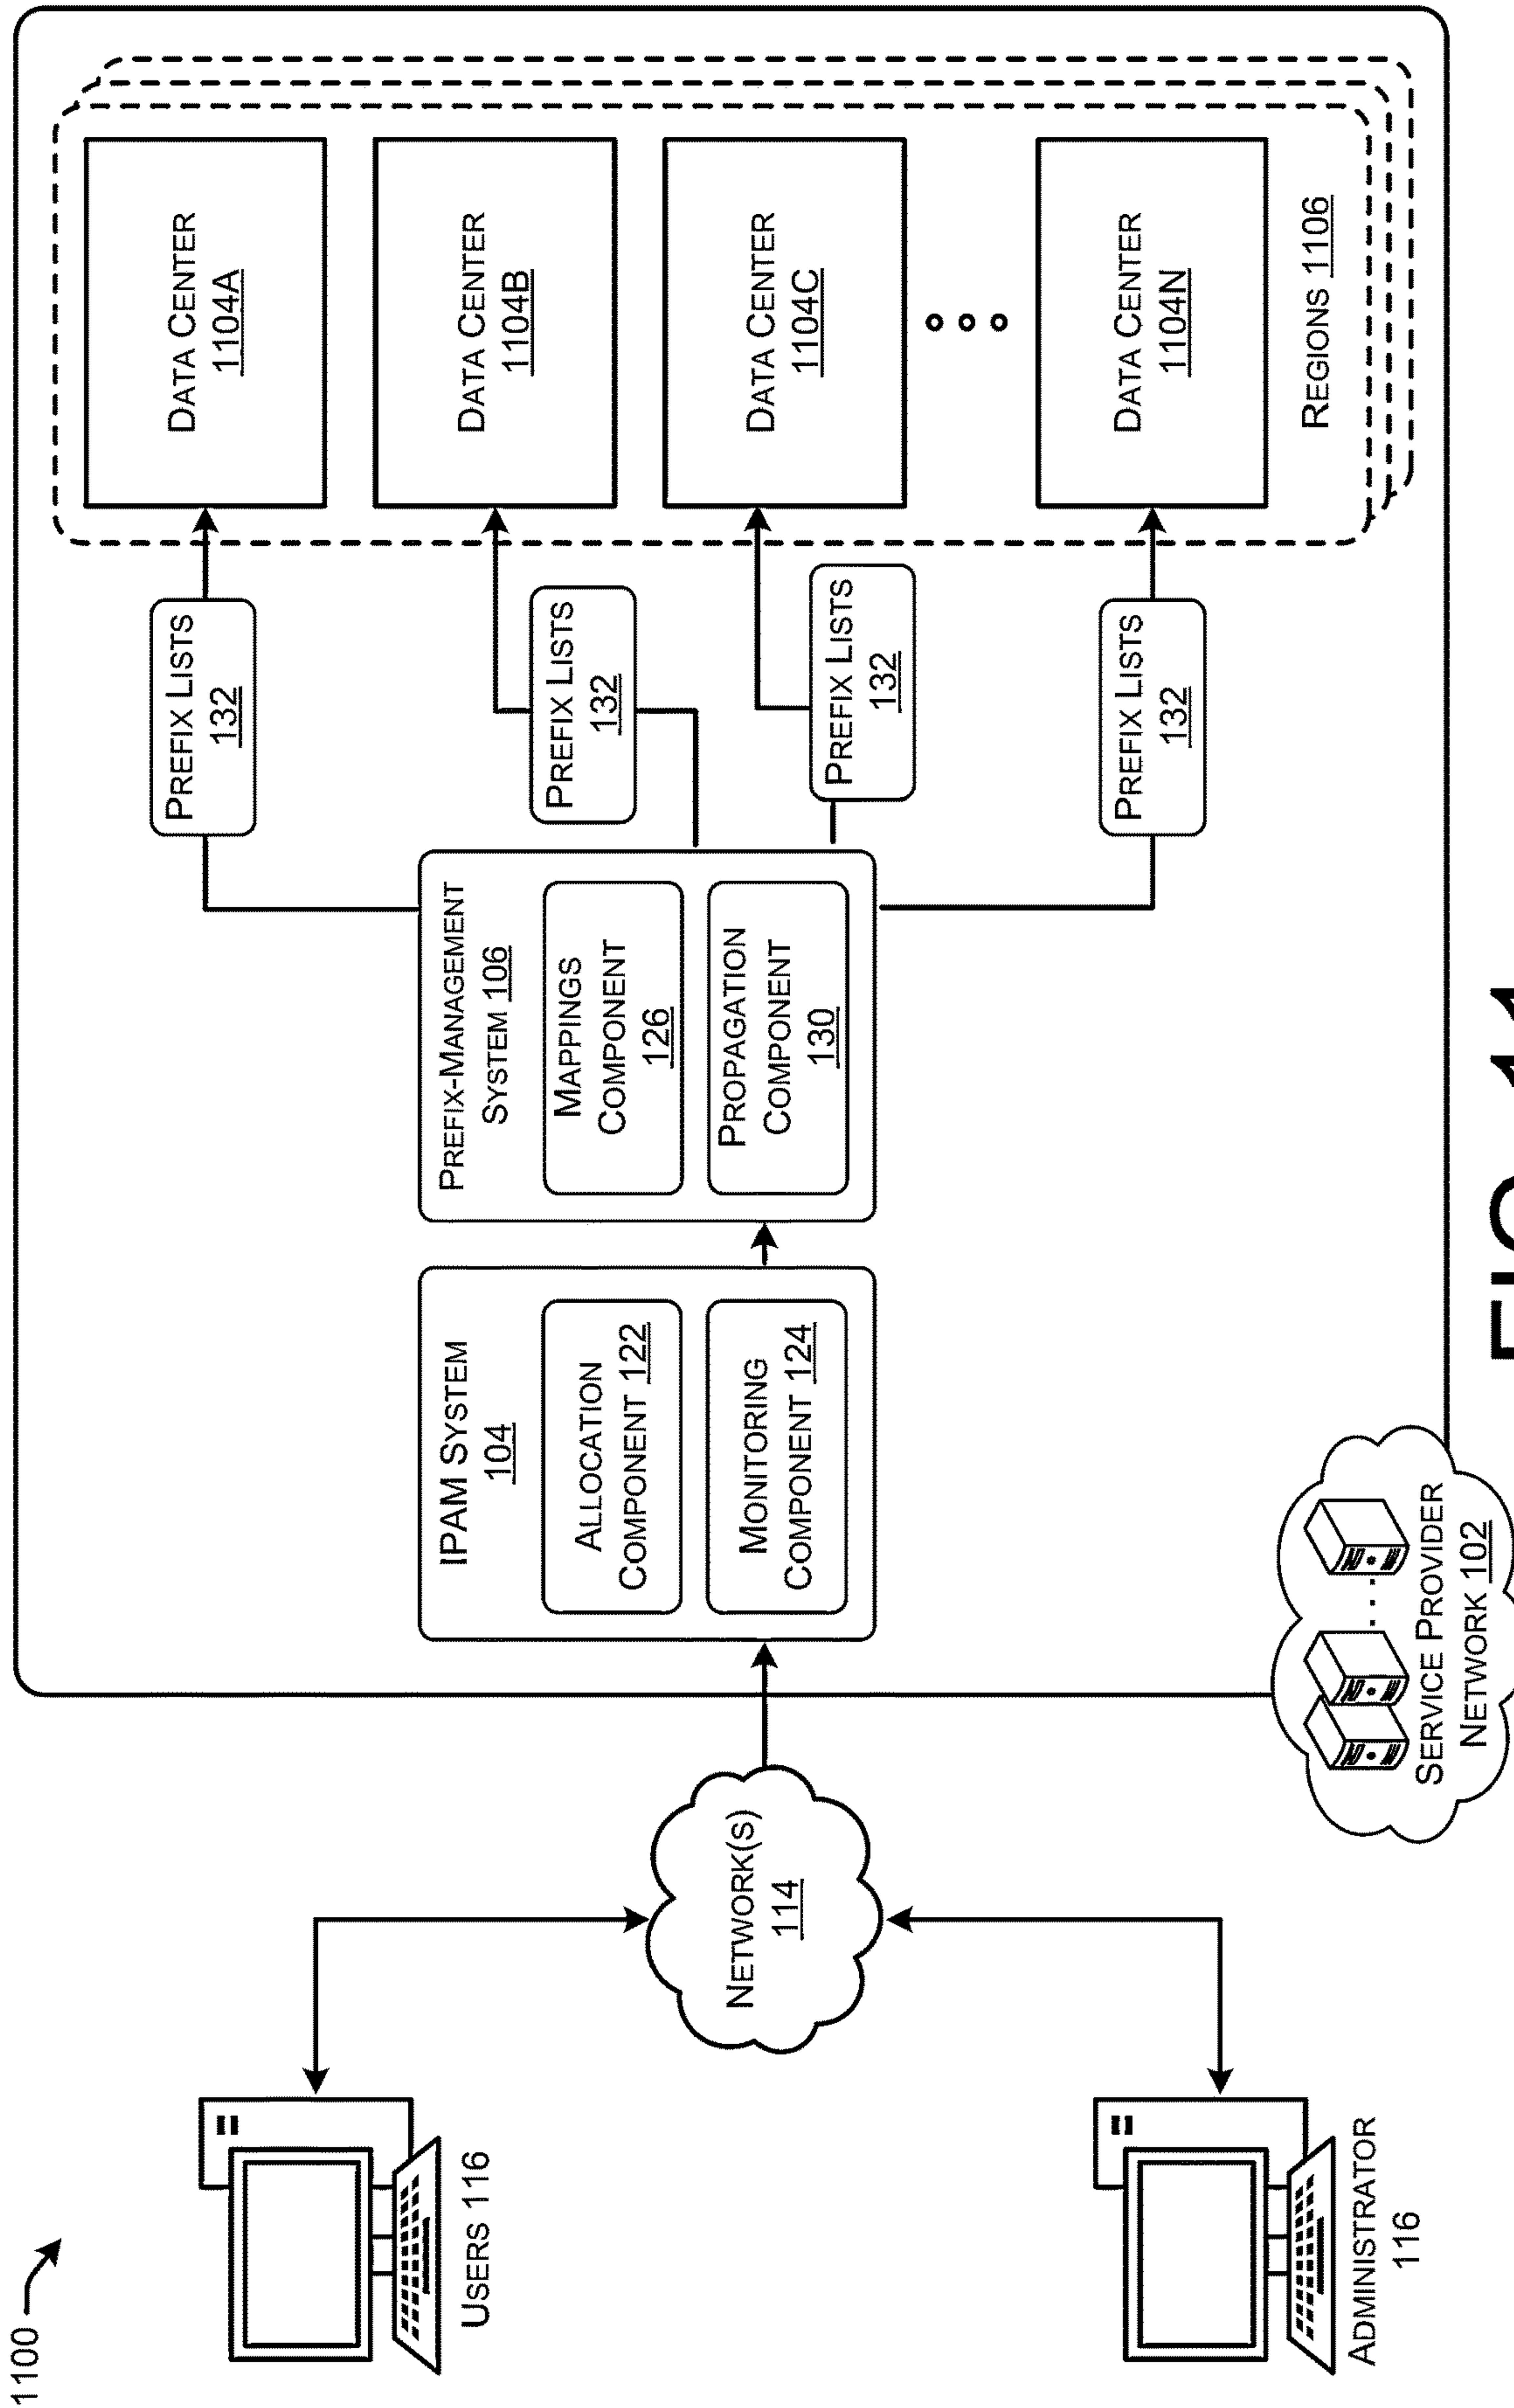 1100
USERS 116
ADMINISTRATOR
116
NETWORK(S)
114
SERVICE PROVIDER
NETWORK 102
IPAM SYSTEM
104
ALLOCATION
COMPONENT 122
MONITORING
COMPONENT 124
PREFIX-MANAGEMENT
SYSTEM 106
MAPPINGS
COMPONENT
126
PROPAGATION
COMPONENT
130
PREFIX LISTS
132
PREFIX LISTS
132
PREFIX LISTS
132
PREFIX LISTS
132
DATA CENTER
1104A
DATA CENTER
1104B
DATA CENTER
1104C
DATA CENTER
1104N
REGIONS 1106
FIG. 11